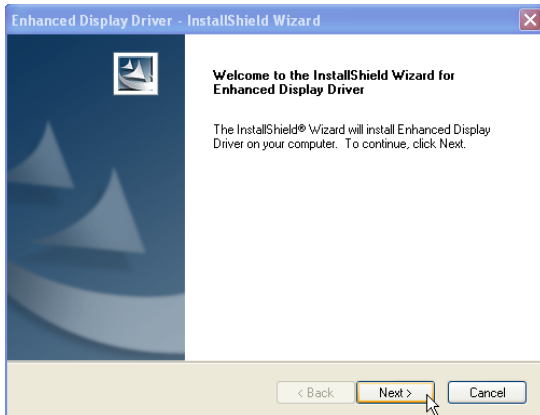 Enhanced Display Driver - InstallShield Wizard
Welcome to the InstallShield Wizard for
Enhanced Display Driver
The InstallShield® Wizard will install Enhanced Display
Driver on your computer. To continue, click Next.
< Back
Next >
Cancel